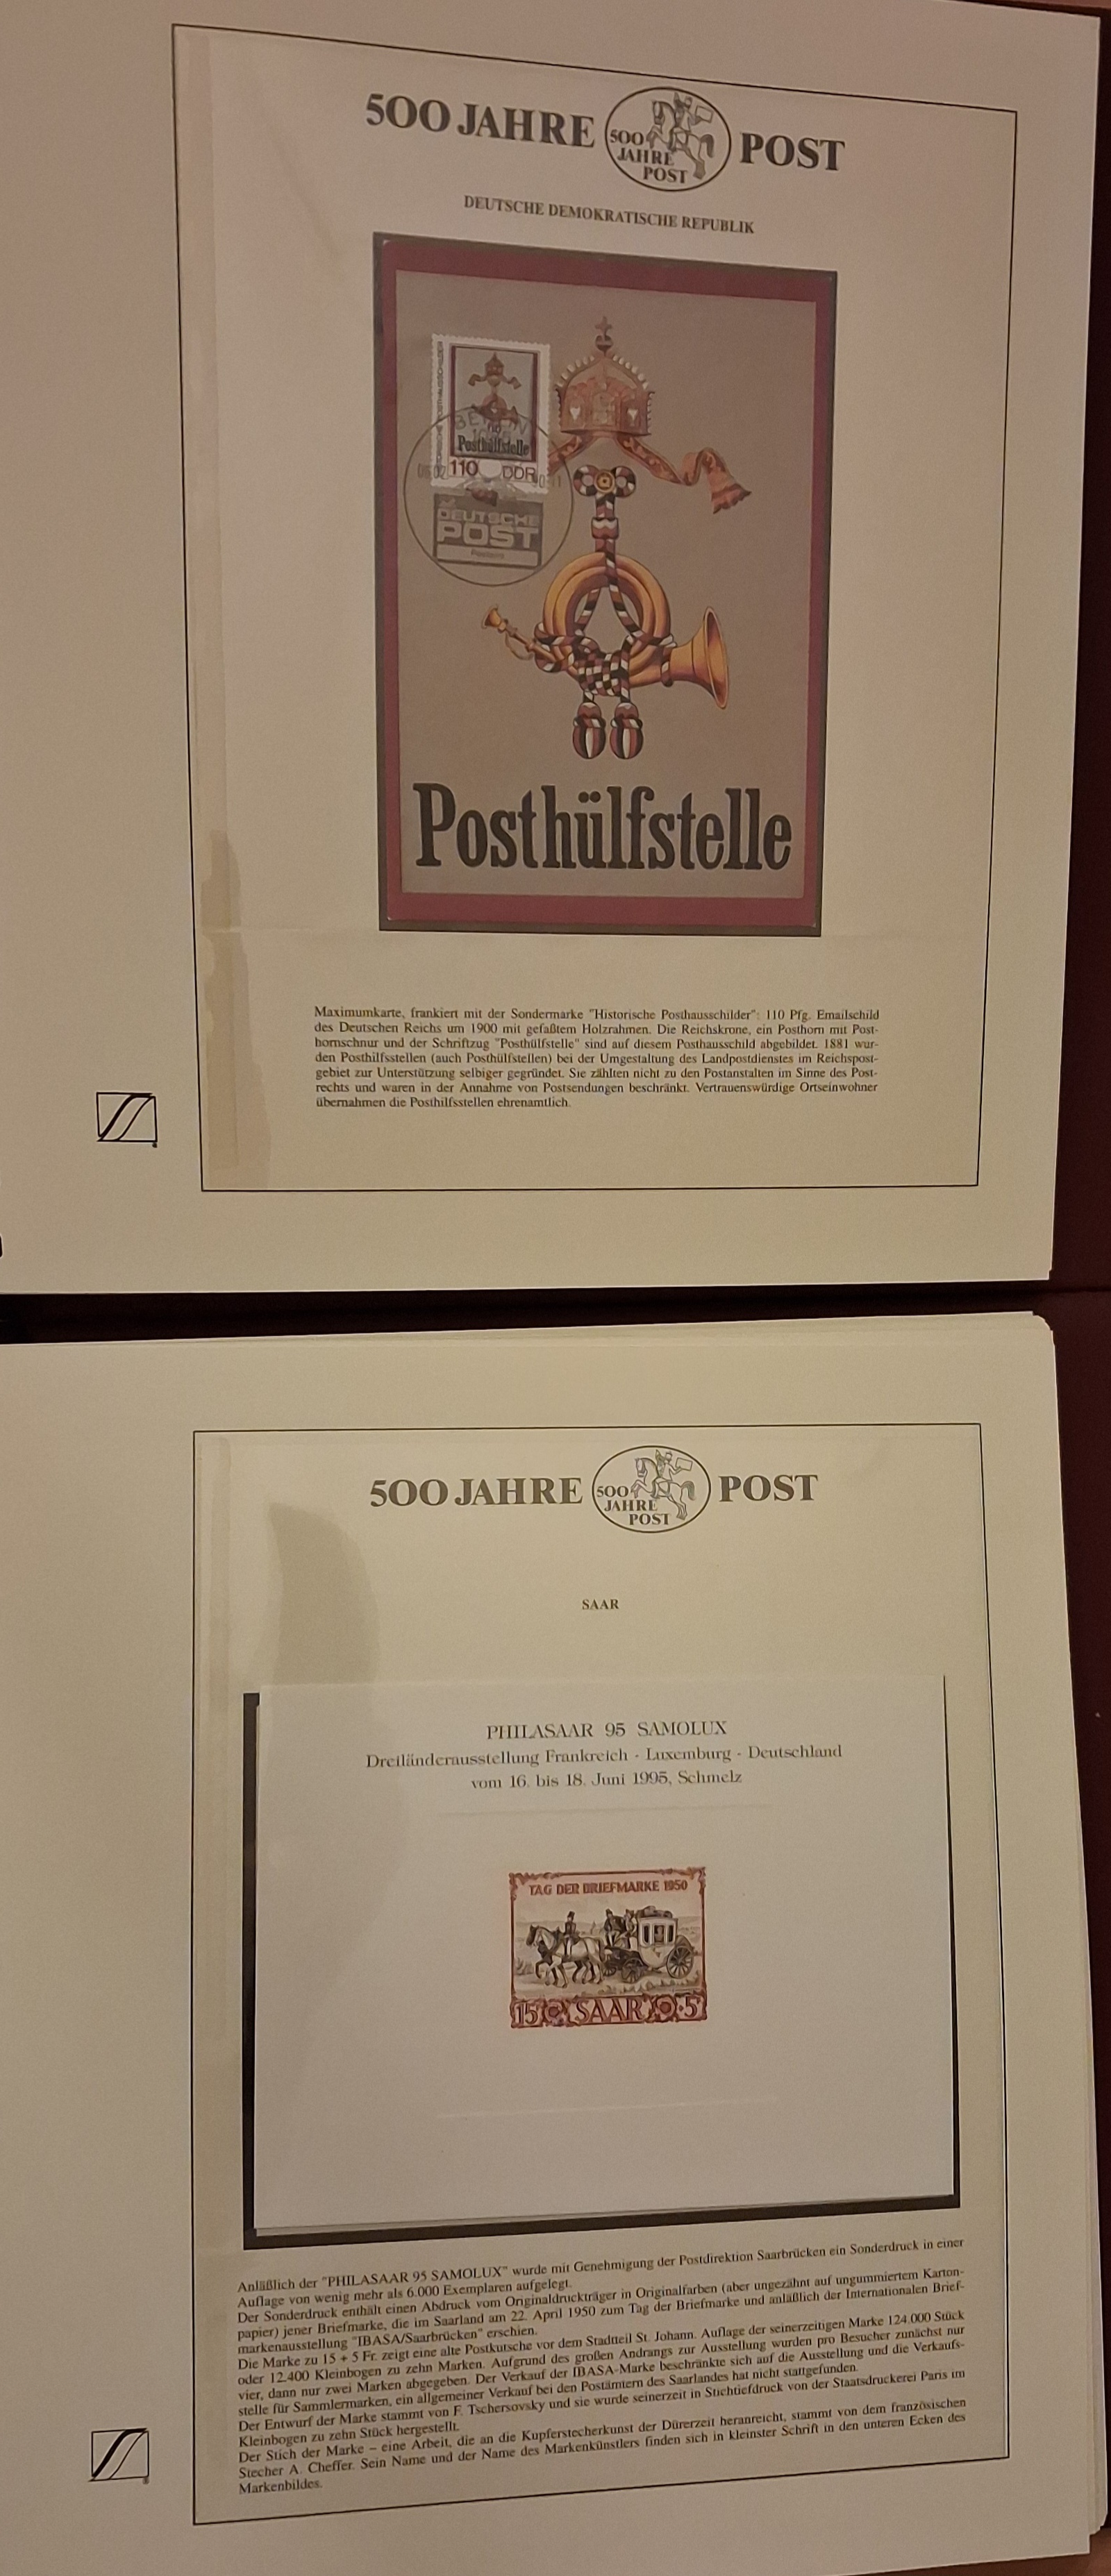 500 JAHRE POST
500
JAHRE
POST
DEUTSCHE DEMOKRATISCHE REPUBLIK
BERLIN
Posthülfstelle
110 DDR
DEUTSCHE
POST
Posthülfstelle
Maximumkarte, frankiert mit der Sondermarke "Historische Posthausschilder": 110 Pfg. Emailschild
des Deutschen Reichs um 1900 mit gefaßtem Holzrahmen. Die Reichskrone, ein Posthorn mit Post-
hornschnur und der Schriftzug "Posthülfstelle" sind auf diesem Posthausschild abgebildet. 1881 wur-
den Posthilfsstellen (auch Posthülfstellen) bei der Umgestaltung des Landpostdienstes im Reichspost-
gebiet zur Unterstützung selbiger gegründet. Sie zählten nicht zu den Postanstalten im Sinne des Post-
rechts und waren in der Annahme von Postsendungen beschränkt. Vertrauenswürdige Ortseinwohner
übernahmen die Posthilfsstellen ehrenamtlich.
500 JAHRE POST
500
JAHRE
POST
SAAR
PHILASAAR 95 SAMOLUX
Dreiländerausstellung Frankreich - Luxemburg - Deutschland
vom 16. bis 18. Juni 1995, Schmelz
TAG DER BRIEFMARKE 1950
15 SAAR 5
Anläßlich der "PHILASAAR 95 SAMOLUX" wurde mit Genehmigung der Postdirektion Saarbrücken ein Sonderdruck in einer
Auflage von wenig mehr als 6.000 Exemplaren aufgelegt.
Der Sonderdruck enthält einen Abdruck vom Originaldruckträger in Originalfarben (aber ungezähnt auf ungummiertem Karton-
papier) jener Briefmarke, die im Saarland am 22. April 1950 zum Tag der Briefmarke und anläßlich der Internationalen Brief-
markenausstellung "IBASA/Saarbrücken" erschien.
Die Marke zu 15 + 5 Fr. zeigt eine alte Postkutsche vor dem Stadtteil St. Johann. Auflage der seinerzeitigen Marke 124.000 Stück
oder 12.400 Kleinbogen zu zehn Marken. Aufgrund des großen Andrangs zur Ausstellung wurden pro Besucher zunächst nur
vier, dann nur zwei Marken abgegeben. Der Verkauf der IBASA-Marke beschränkte sich auf die Ausstellung und die Verkaufs-
stelle für Sammlermarken, ein allgemeiner Verkauf bei den Postämtern des Saarlandes hat nicht stattgefunden.
Der Entwurf der Marke stammt von F. Tschersovsky und sie wurde seinerzeit in Stichtiefdruck von der Staatsdruckerei Paris im
Kleinbogen zu zehn Stück hergestellt.
Der Stich der Marke – eine Arbeit, die an die Kupferstecherkunst der Dürerzeit heranreicht, stammt von dem französischen
Stecher A. Cheffer. Sein Name und der Name des Markenkünstlers finden sich in kleinster Schrift in den unteren Ecken des
Markenbildes.